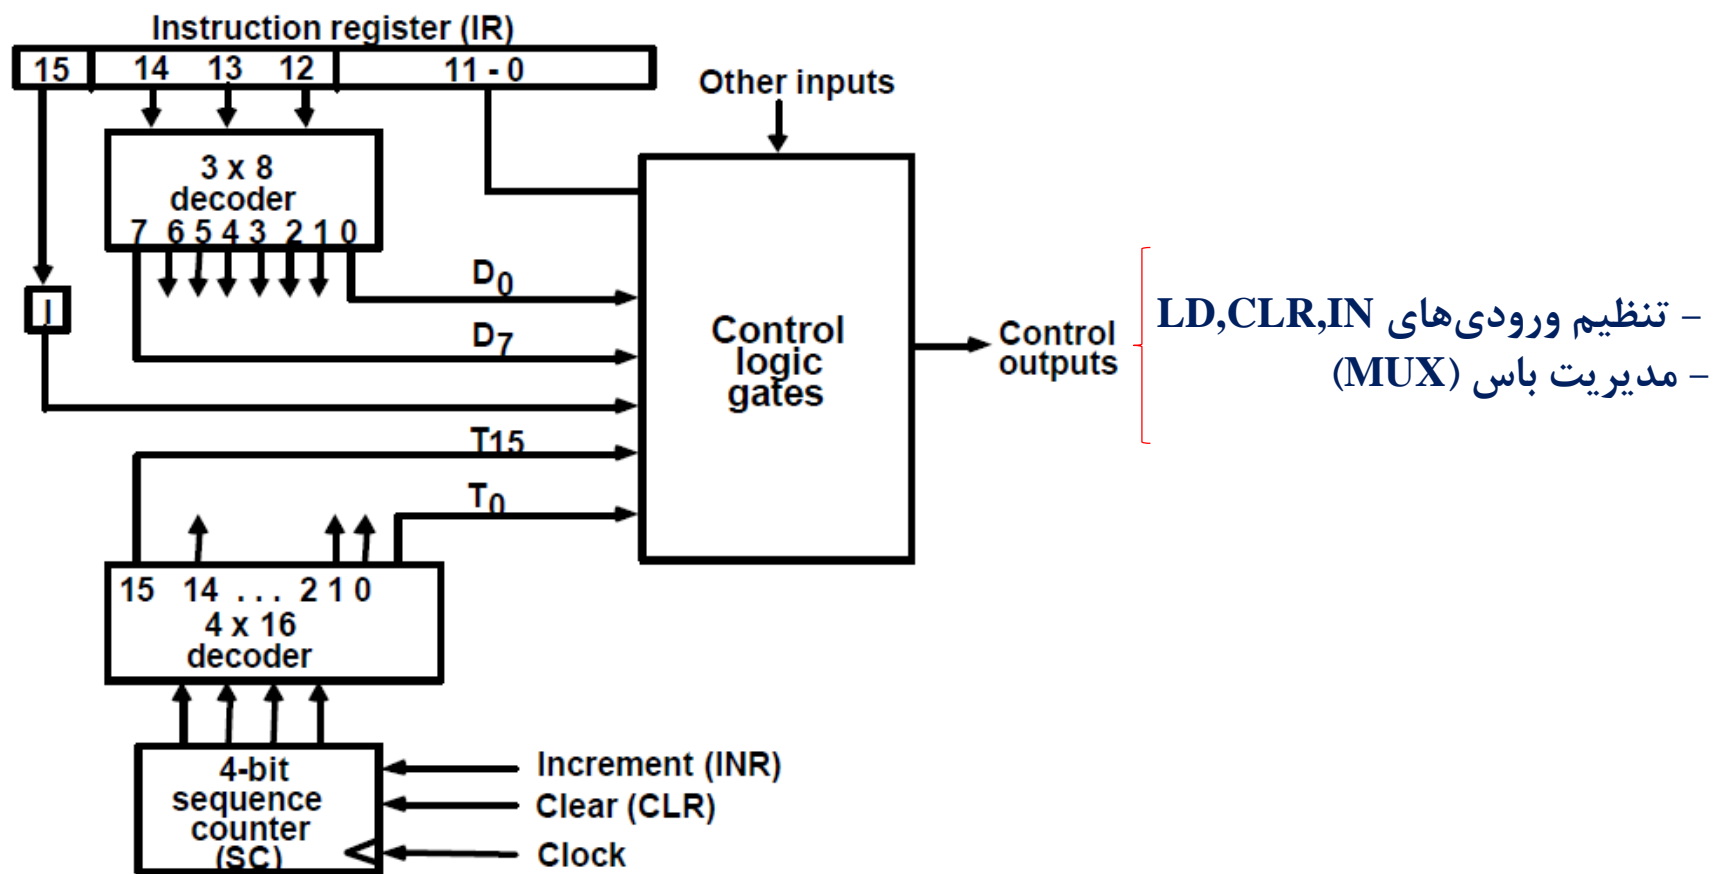 Instruction register (IR)
15 14 13 12 11 - 0
Other inputs
3 x 8
decoder
7 6 5 4 3 2 1 0
D0
I
D7
Control
logic
gates
Control
outputs
- تنظیم ورودی‌های LD,CLR,IN
- مدیریت باس (MUX)
T15
T0
15 14 . . . 2 1 0
4 x 16
decoder
4-bit
sequence
counter
(SC)
Increment (INR)
Clear (CLR)
Clock